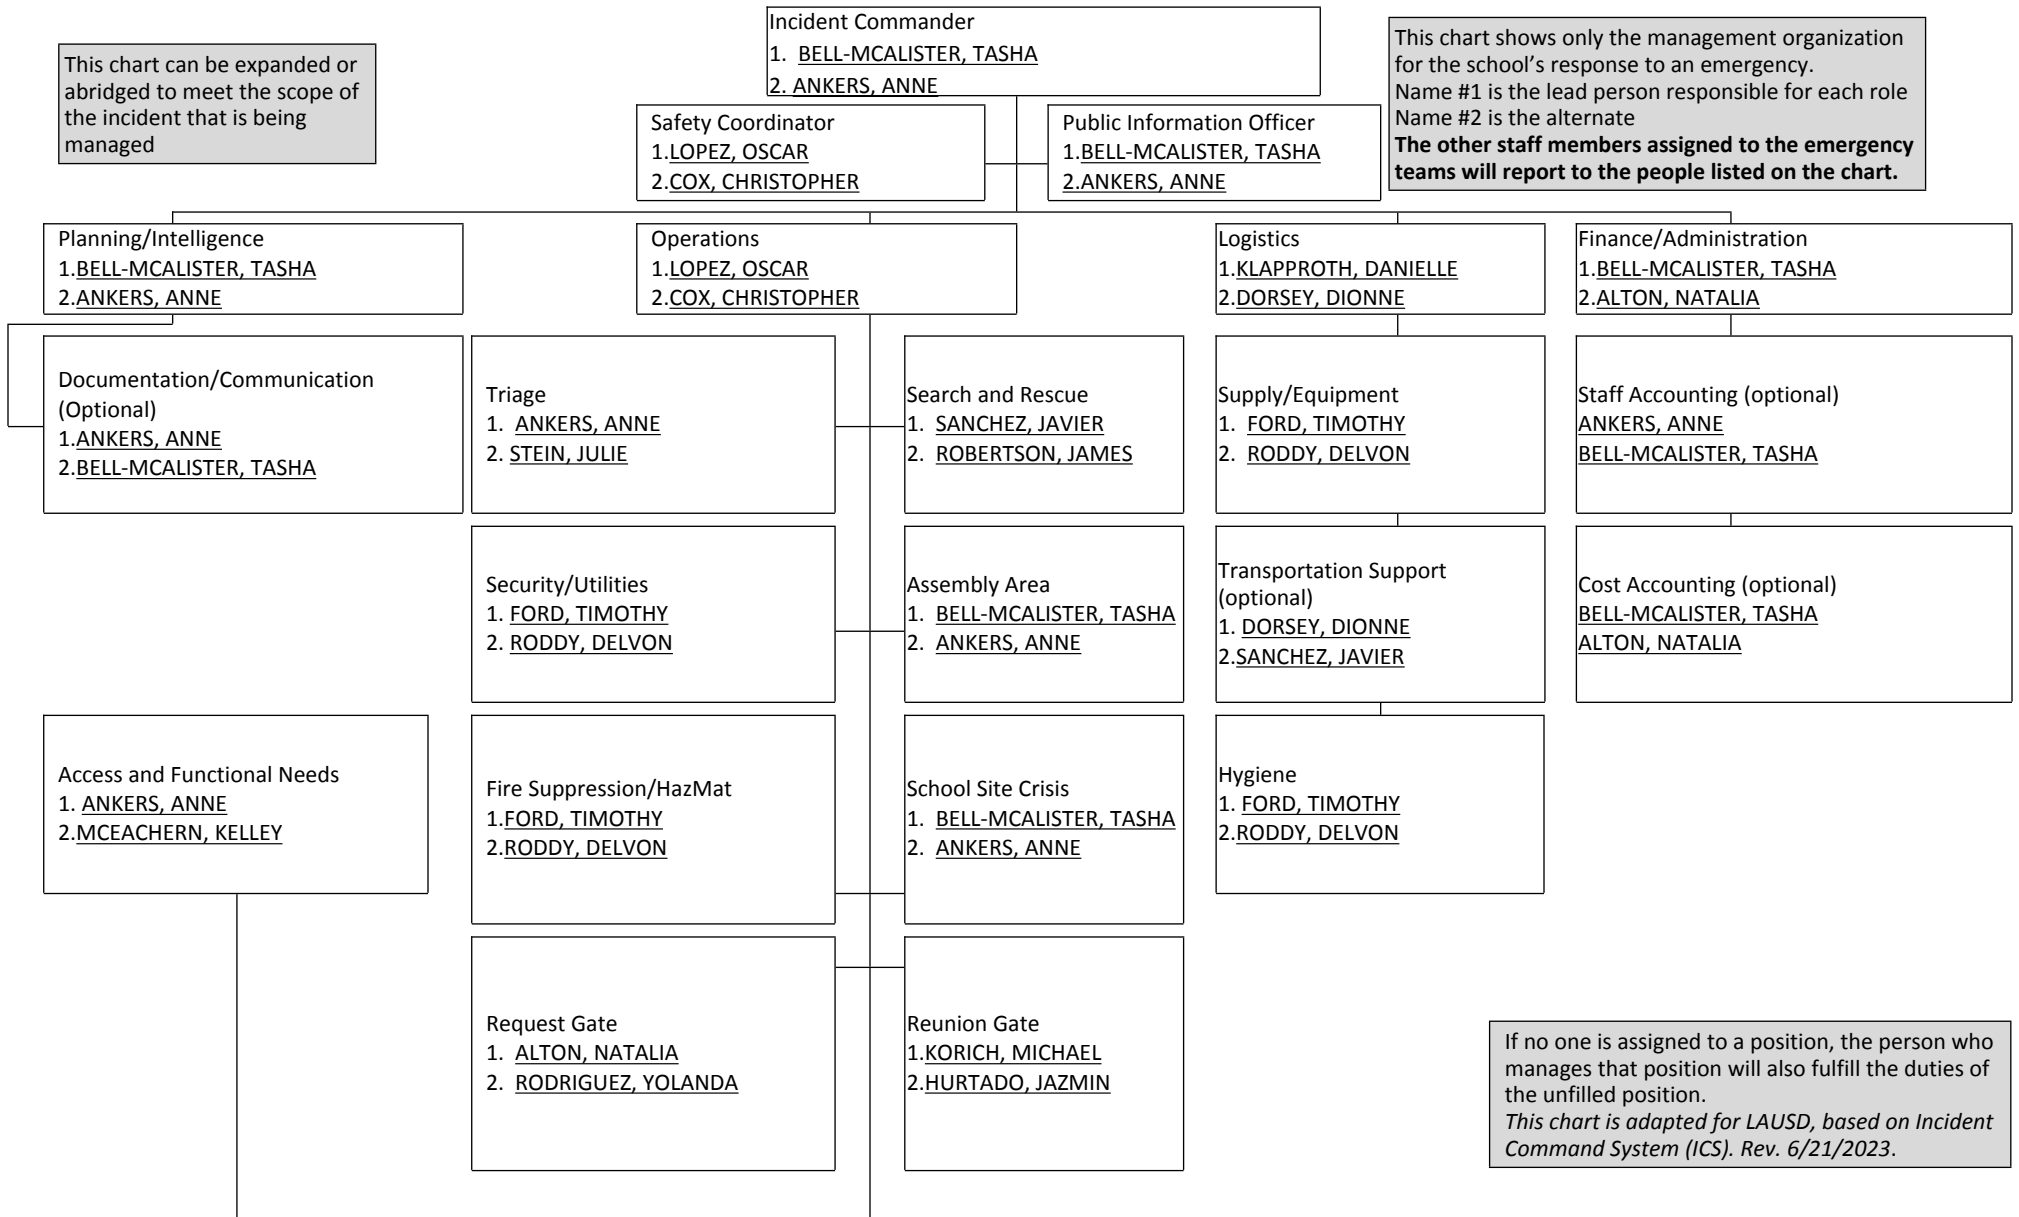 Incident Commander
1. BELL-MCALISTER, TASHA
2. ANKERS, ANNE
This chart can be expanded or
abridged to meet the scope of
the incident that is being
managed
This chart shows only the management organization
for the school's response to an emergency.
Name #1 is the lead person responsible for each role
Name #2 is the alternate
The other staff members assigned to the emergency
teams will report to the people listed on the chart.
Safety Coordinator
1.LOPEZ, OSCAR
2.COX, CHRISTOPHER
Public Information Officer
1.BELL-MCALISTER, TASHA
2.ANKERS, ANNE
Planning/Intelligence
1.BELL-MCALISTER, TASHA
2.ANKERS, ANNE
Operations
1.LOPEZ, OSCAR
2.COX, CHRISTOPHER
Logistics
1.KLAPPROTH, DANIELLE
2.DORSEY, DIONNE
Finance/Administration
1.BELL-MCALISTER, TASHA
2.ALTON, NATALIA
Documentation/Communication
(Optional)
1.ANKERS, ANNE
2.BELL-MCALISTER, TASHA
Triage
1. ANKERS, ANNE
2. STEIN, JULIE
Search and Rescue
1. SANCHEZ, JAVIER
2. ROBERTSON, JAMES
Supply/Equipment
1. FORD, TIMOTHY
2. RODDY, DELVON
Staff Accounting (optional)
ANKERS, ANNE
BELL-MCALISTER, TASHA
Security/Utilities
1. FORD, TIMOTHY
2. RODDY, DELVON
Assembly Area
1. BELL-MCALISTER, TASHA
2. ANKERS, ANNE
Transportation Support
(optional)
1. DORSEY, DIONNE
2.SANCHEZ, JAVIER
Cost Accounting (optional)
BELL-MCALISTER, TASHA
ALTON, NATALIA
Access and Functional Needs
1. ANKERS, ANNE
2.MCEACHERN, KELLEY
Fire Suppression/HazMat
1.FORD, TIMOTHY
2.RODDY, DELVON
School Site Crisis
1. BELL-MCALISTER, TASHA
2. ANKERS, ANNE
Hygiene
1. FORD, TIMOTHY
2.RODDY, DELVON
Request Gate
1. ALTON, NATALIA
2. RODRIGUEZ, YOLANDA
Reunion Gate
1.KORICH, MICHAEL
2.HURTADO, JAZMIN
If no one is assigned to a position, the person who
manages that position will also fulfill the duties of
the unfilled position.
This chart is adapted for LAUSD, based on Incident
Command System (ICS). Rev. 6/21/2023.